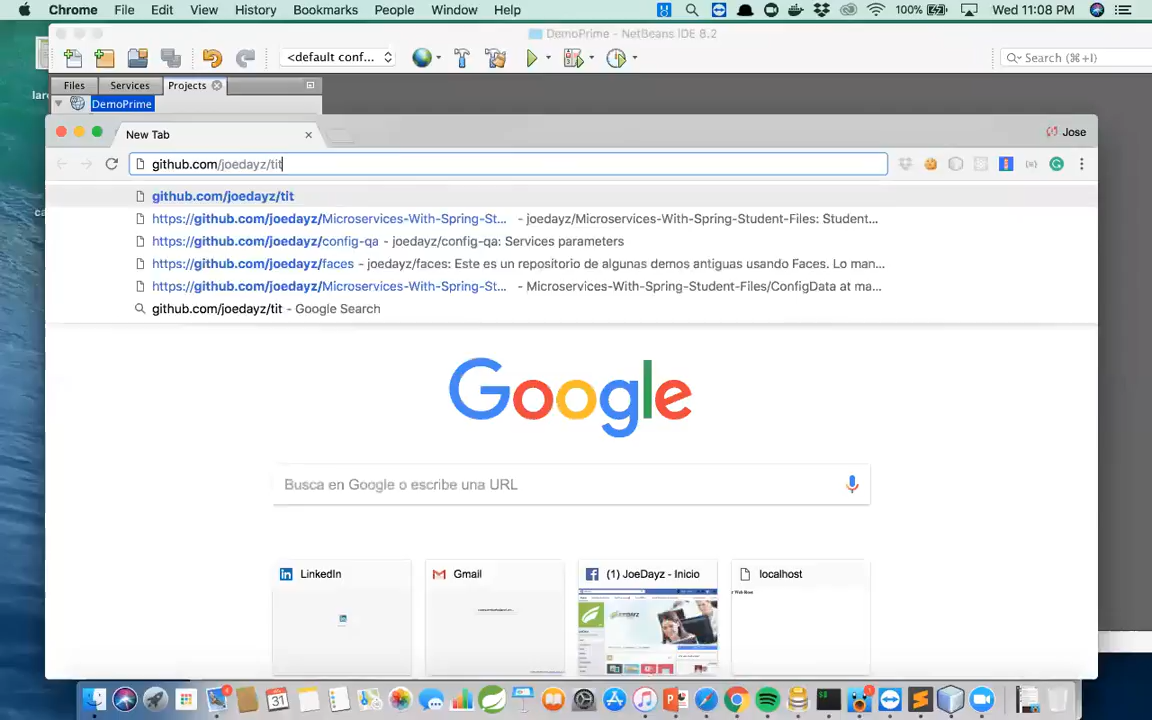 Chrome File Edit View History Bookmarks People Window Help 100% Wed 11:08 PM
DemoPrime - NetBeans IDE 8.2
<default conf... Search (⌘+I)
Files Services Projects
DemoPrime
New Tab Jose
github.com/joedayz/tit
github.com/joedayz/tit
https://github.com/joedayz/Microservices-With-Spring-St... - joedayz/Microservices-With-Spring-Student-Files: Student...
https://github.com/joedayz/config-qa - joedayz/config-qa: Services parameters
https://github.com/joedayz/faces - joedayz/faces: Este es un repositorio de algunas demos antiguas usando Faces. Lo man...
https://github.com/joedayz/Microservices-With-Spring-St... - Microservices-With-Spring-Student-Files/ConfigData at ma...
github.com/joedayz/tit - Google Search
Google
Busca en Google o escribe una URL
LinkedIn Gmail (1) JoeDayz - Inicio localhost